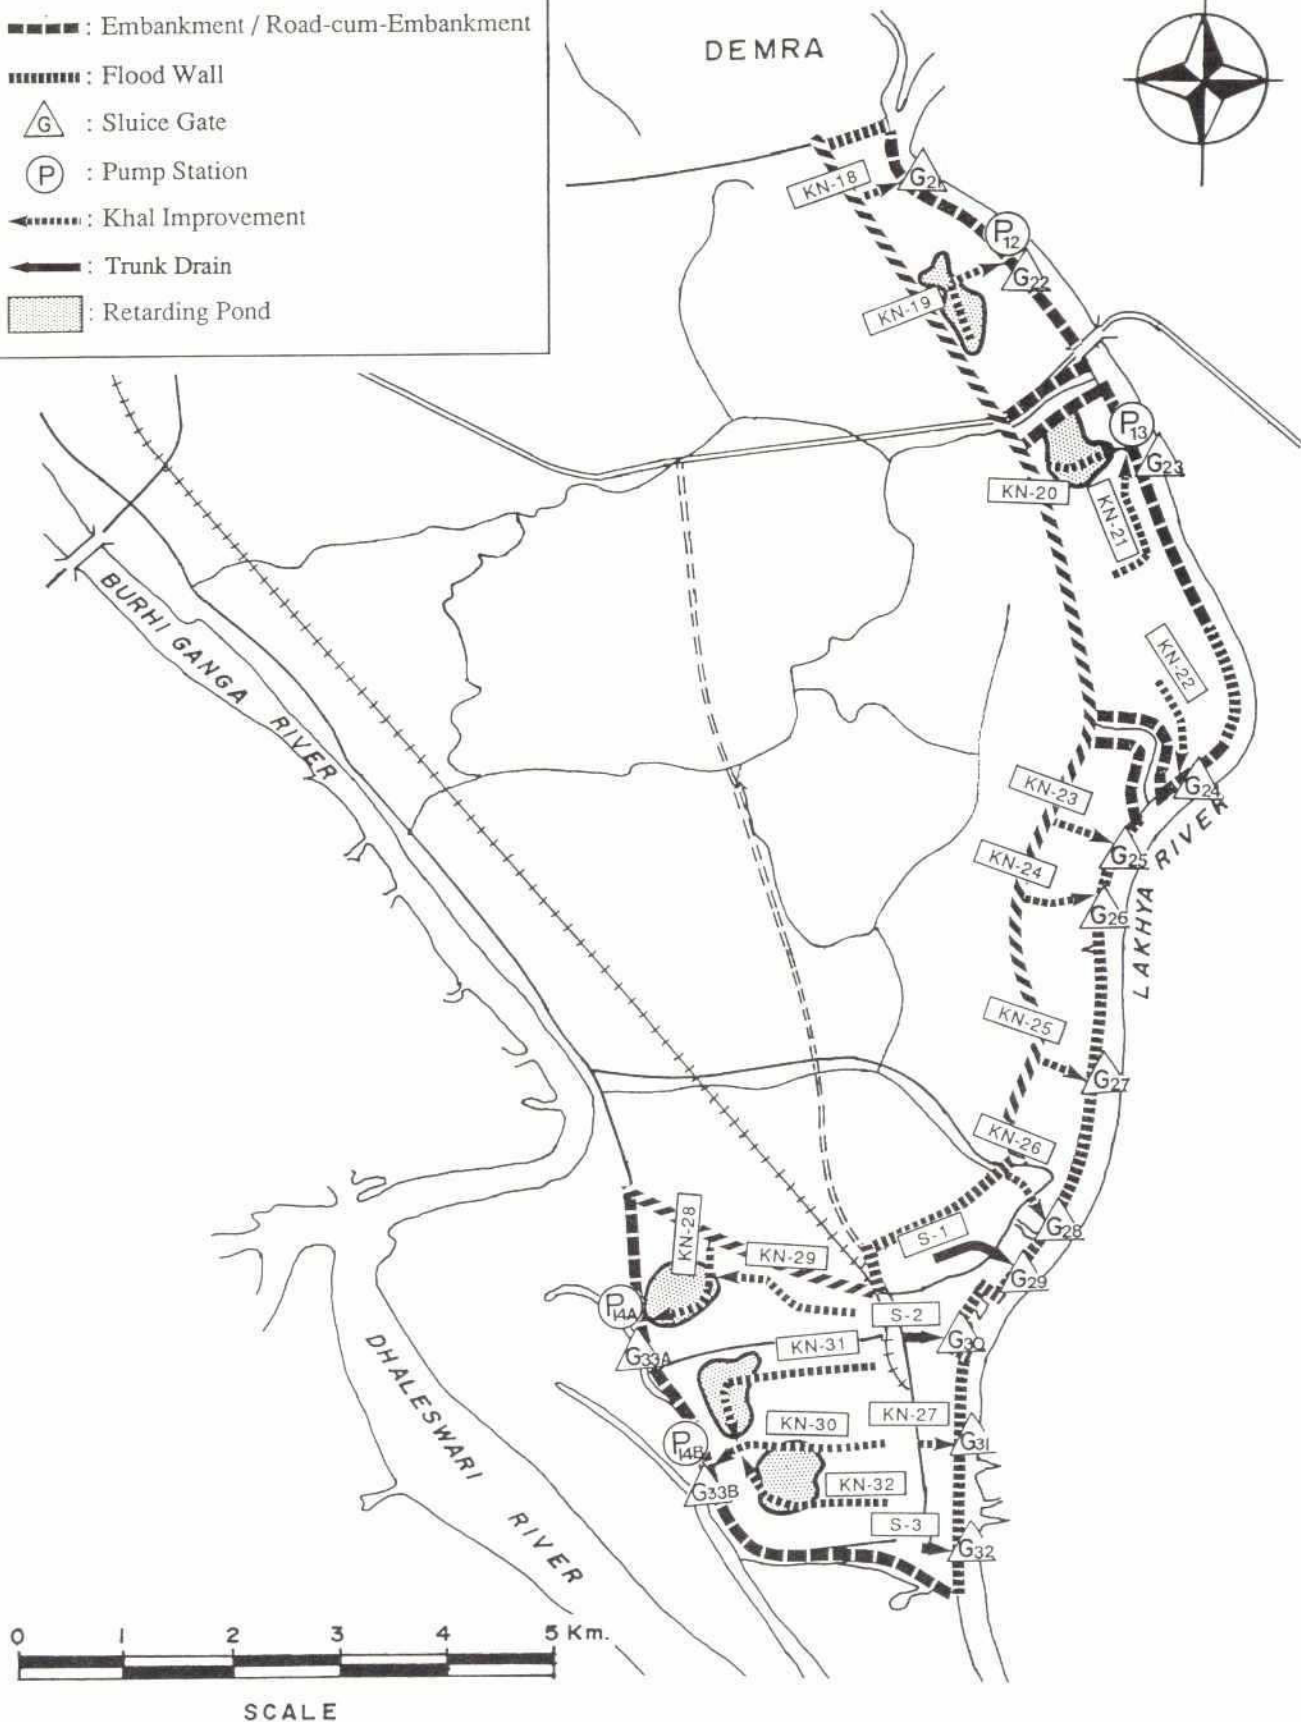 : Embankment / Road-cum-Embankment
: Flood Wall
G : Sluice Gate
P : Pump Station
: Khal Improvement
: Trunk Drain
: Retarding Pond
DEMRA
KN-18
G21
P12
G22
KN-19
P13
G23
KN-20
KN-21
BURHI GANGA RIVER
KN-22
G24
KN-23
G25
KN-24
G26
LAKHYA RIVER
KN-25
G27
KN-26
KN-28
G28
S-1
KN-29
G29
P14A
S-2
G30
G33A
KN-31
DHALESWARI RIVER
KN-27
KN-30
G31
P14B
G33B
KN-32
S-3
G32
0 1 2 3 4 5 Km.
SCALE